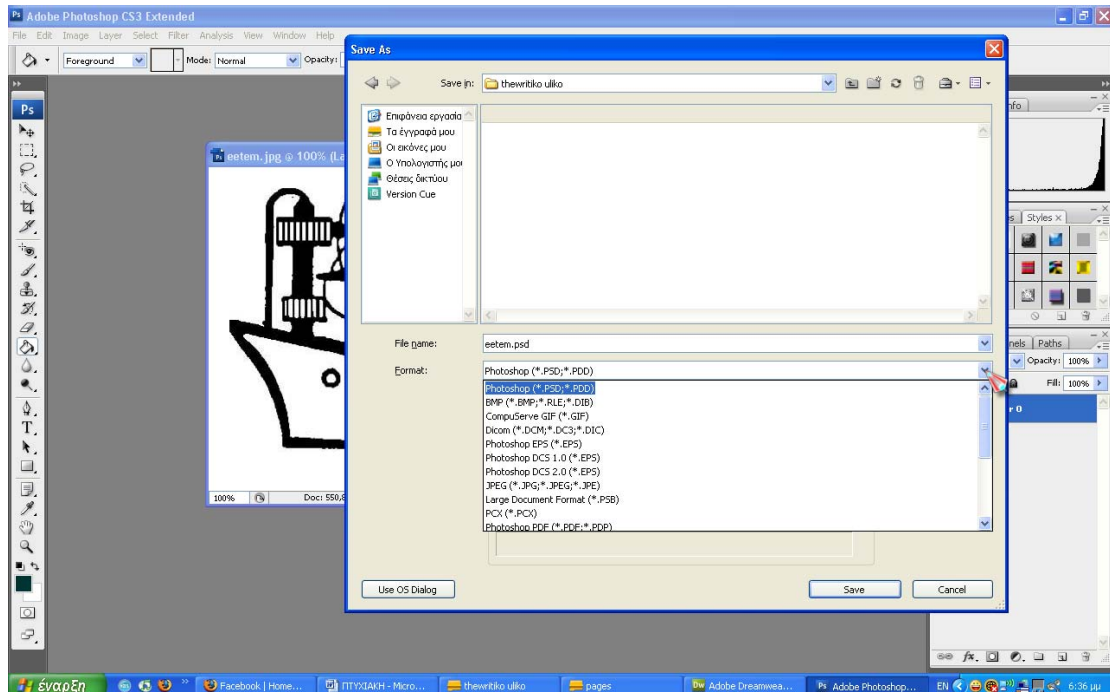 Adobe Photoshop CS3 Extended
File Edit Image Layer Select Filter Analysis View Window Help
Foreground Mode: Normal Opacity:
Save As
Save in: thewritiko uliko
Επιφάνεια εργασία
Τα έγγραφά μου
Οι εικόνες μου
Ο Υπολογιστής μου
Θέσεις δικτύου
Version Cue
File name: eetem.psd
Format: Photoshop (*.PSD;*.PDD)
Photoshop (*.PSD;*.PDD)
BMP (*.BMP;*.RLE;*.DIB)
CompuServe GIF (*.GIF)
Dicom (*.DCM;*.DC3;*.DIC)
Photoshop EPS (*.EPS)
Photoshop DCS 1.0 (*.EPS)
Photoshop DCS 2.0 (*.EPS)
JPEG (*.JPG;*.JPEG;*.JPE)
Large Document Format (*.PSB)
PCX (*.PCX)
Photoshop PDF (*.PDF;*.PDP)
Use OS Dialog Save Cancel
Ps
eetem.jpg @ 100% (La
100% Doc: 550,8
nfo
Styles
nels Paths
Opacity: 100%
Fill: 100%
r 0
έναρξη Facebook | Home... ΠΤΥΧΙΑΚΗ - Micro... thewritiko uliko pages Adobe Dreamwea... Adobe Photoshop... EN 6:36 μμ